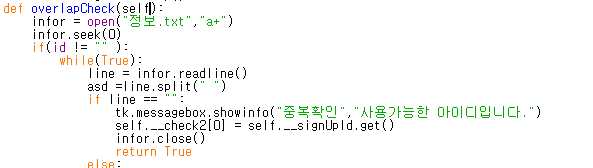 def overlapCheck(self):
infor = open("정보.txt","a+")
infor.seek(0)
if(id != "" ):
while(True):
line = infor.readline()
asd =line.split(" ")
if line == "":
tk.messagebox.showinfo("중복확인","사용가능한 아이디입니다.")
self.__check2[0] = self.__signUpId.get()
infor.close()
return True
else: